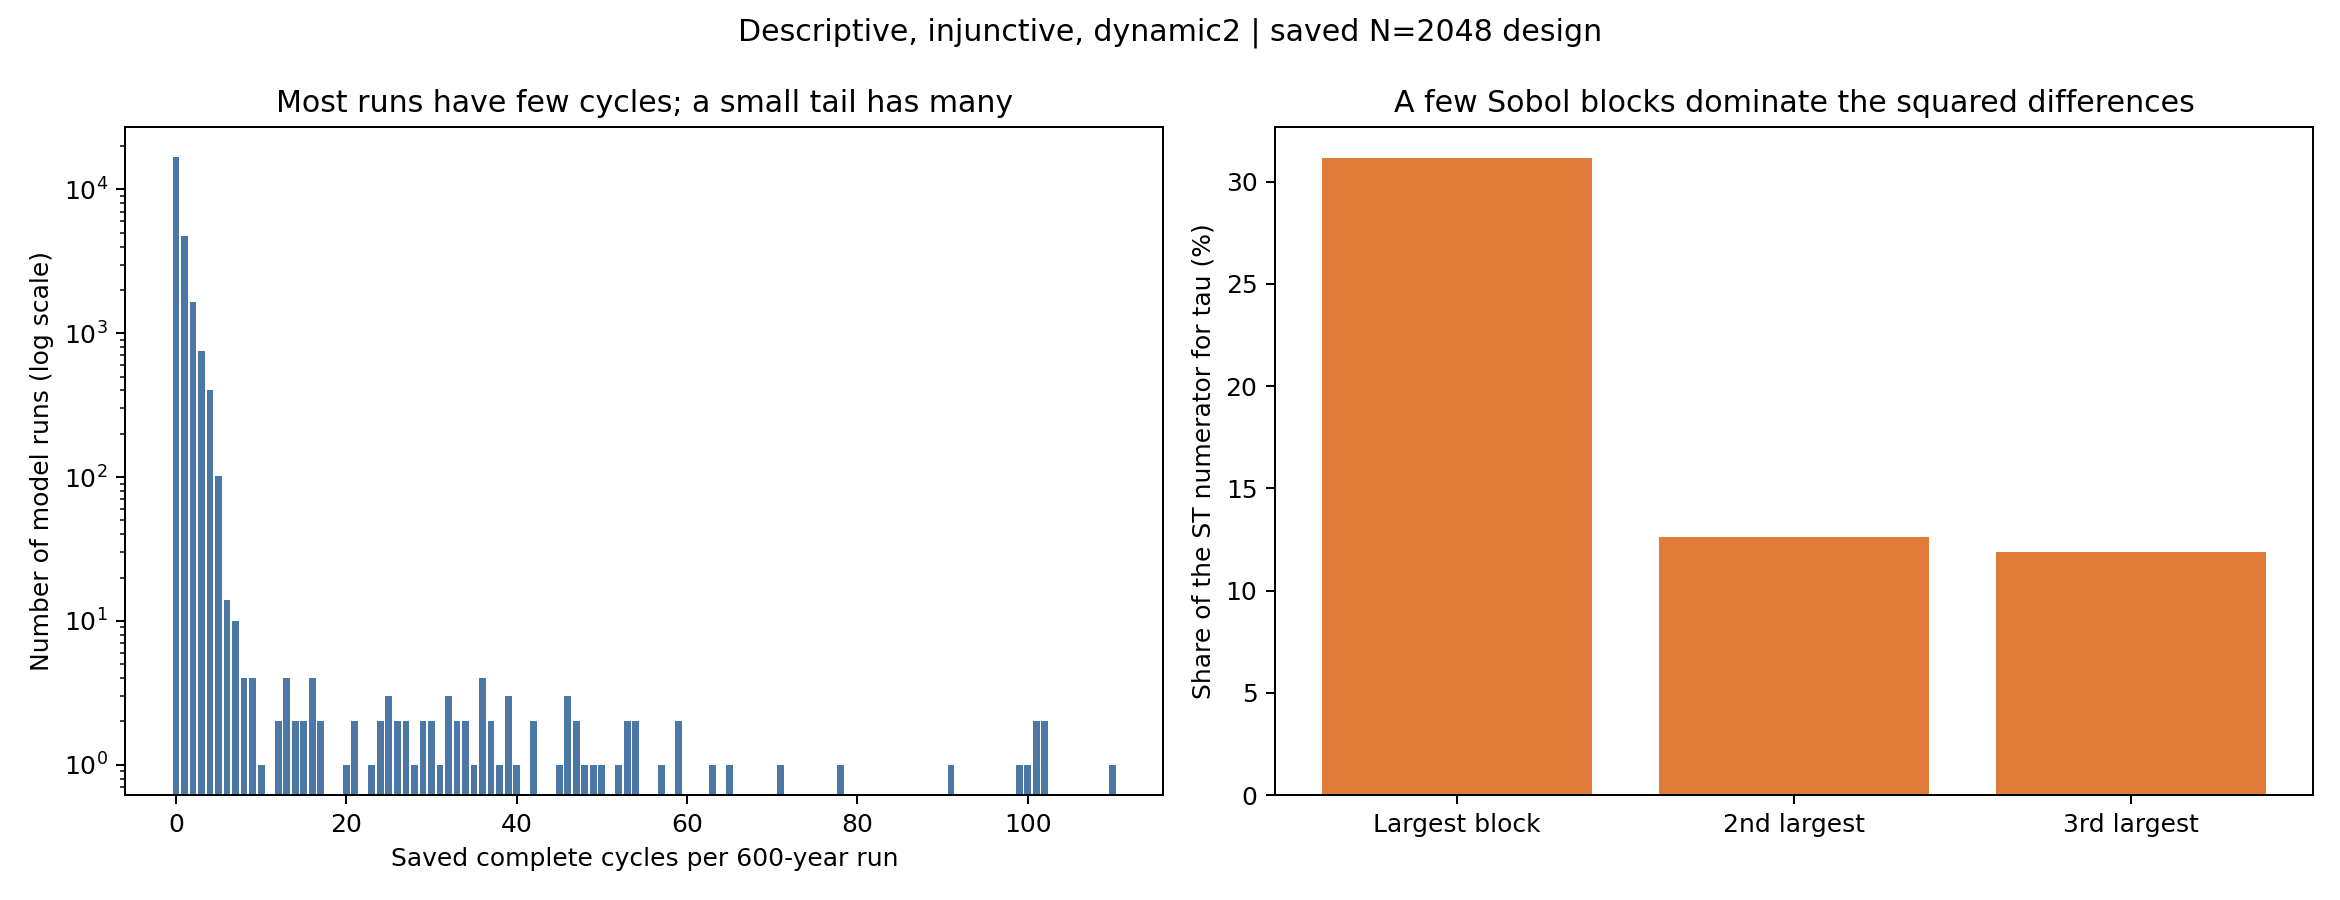 Descriptive, injunctive, dynamic2 | saved N=2048 design
Most runs have few cycles; a small tail has many
Number of model runs (log scale)
10⁴
10³
10²
10¹
10⁰
0 20 40 60 80 100
Saved complete cycles per 600-year run
A few Sobol blocks dominate the squared differences
Share of the ST numerator for tau (%)
30
25
20
15
10
5
0
Largest block 2nd largest 3rd largest